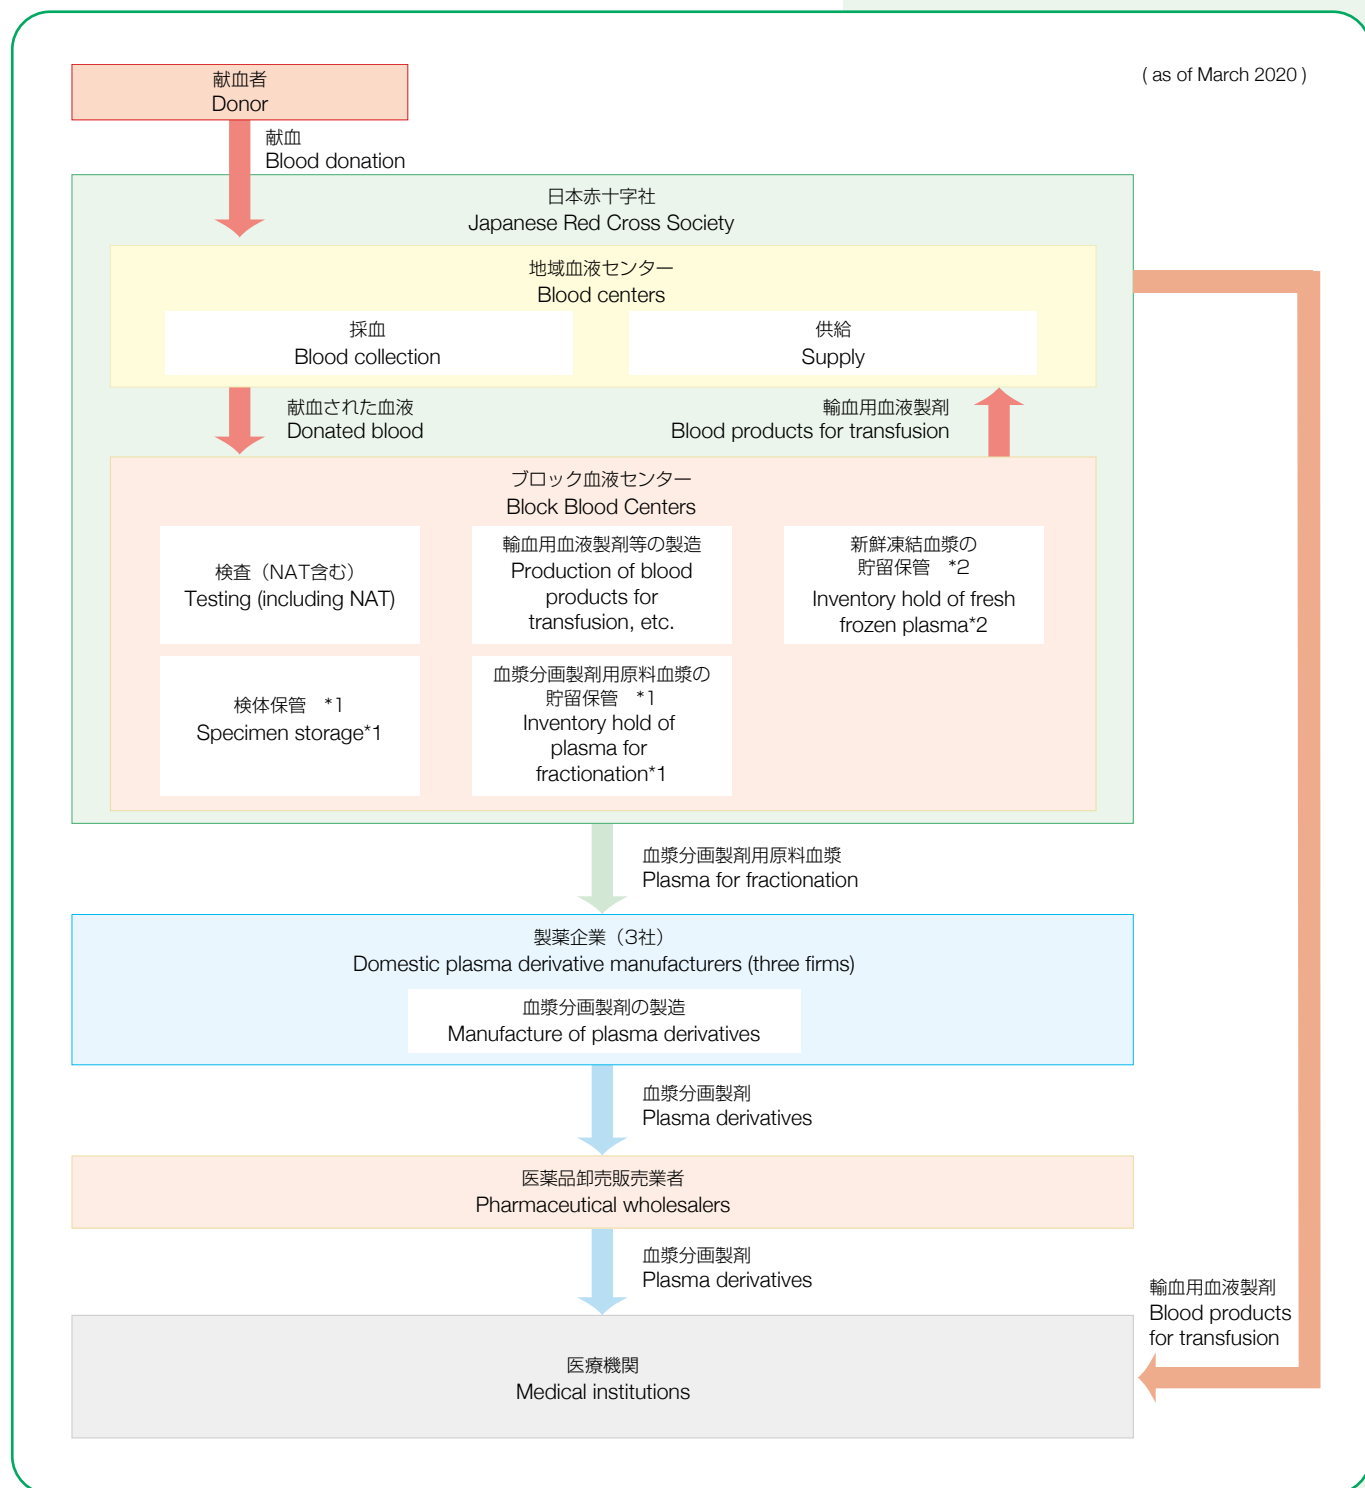 ( as of March 2020 )
献血者
Donor
献血
Blood donation
日本赤十字社
Japanese Red Cross Society
地域血液センター
Blood centers
採血
Blood collection
供給
Supply
献血された血液
Donated blood
輸血用血液製剤
Blood products for transfusion
ブロック血液センター
Block Blood Centers
検査（NAT含む）
Testing (including NAT)
輸血用血液製剤等の製造
Production of blood
products for
transfusion, etc.
新鮮凍結血漿の
貯留保管　*2
Inventory hold of fresh
frozen plasma*2
検体保管　*1
Specimen storage*1
血漿分画製剤用原料血漿の
貯留保管　*1
Inventory hold of
plasma for
fractionation*1
血漿分画製剤用原料血漿
Plasma for fractionation
製薬企業（3社）
Domestic plasma derivative manufacturers (three firms)
血漿分画製剤の製造
Manufacture of plasma derivatives
血漿分画製剤
Plasma derivatives
医薬品卸売販売業者
Pharmaceutical wholesalers
血漿分画製剤
Plasma derivatives
輸血用血液製剤
Blood products
for transfusion
医療機関
Medical institutions